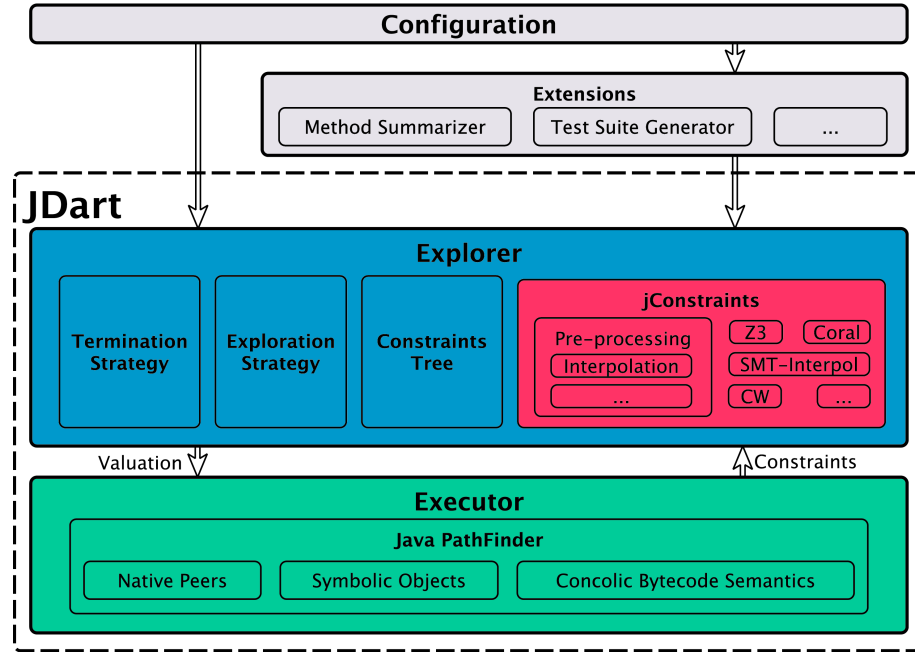 Configuration
Extensions
Method Summarizer
Test Suite Generator
...
JDart
Explorer
Termination
Strategy
Exploration
Strategy
Constraints
Tree
jConstraints
Pre-processing
Interpolation
...
Z3
Coral
SMT-Interpol
CW
...
Valuation
Constraints
Executor
Java PathFinder
Native Peers
Symbolic Objects
Concolic Bytecode Semantics